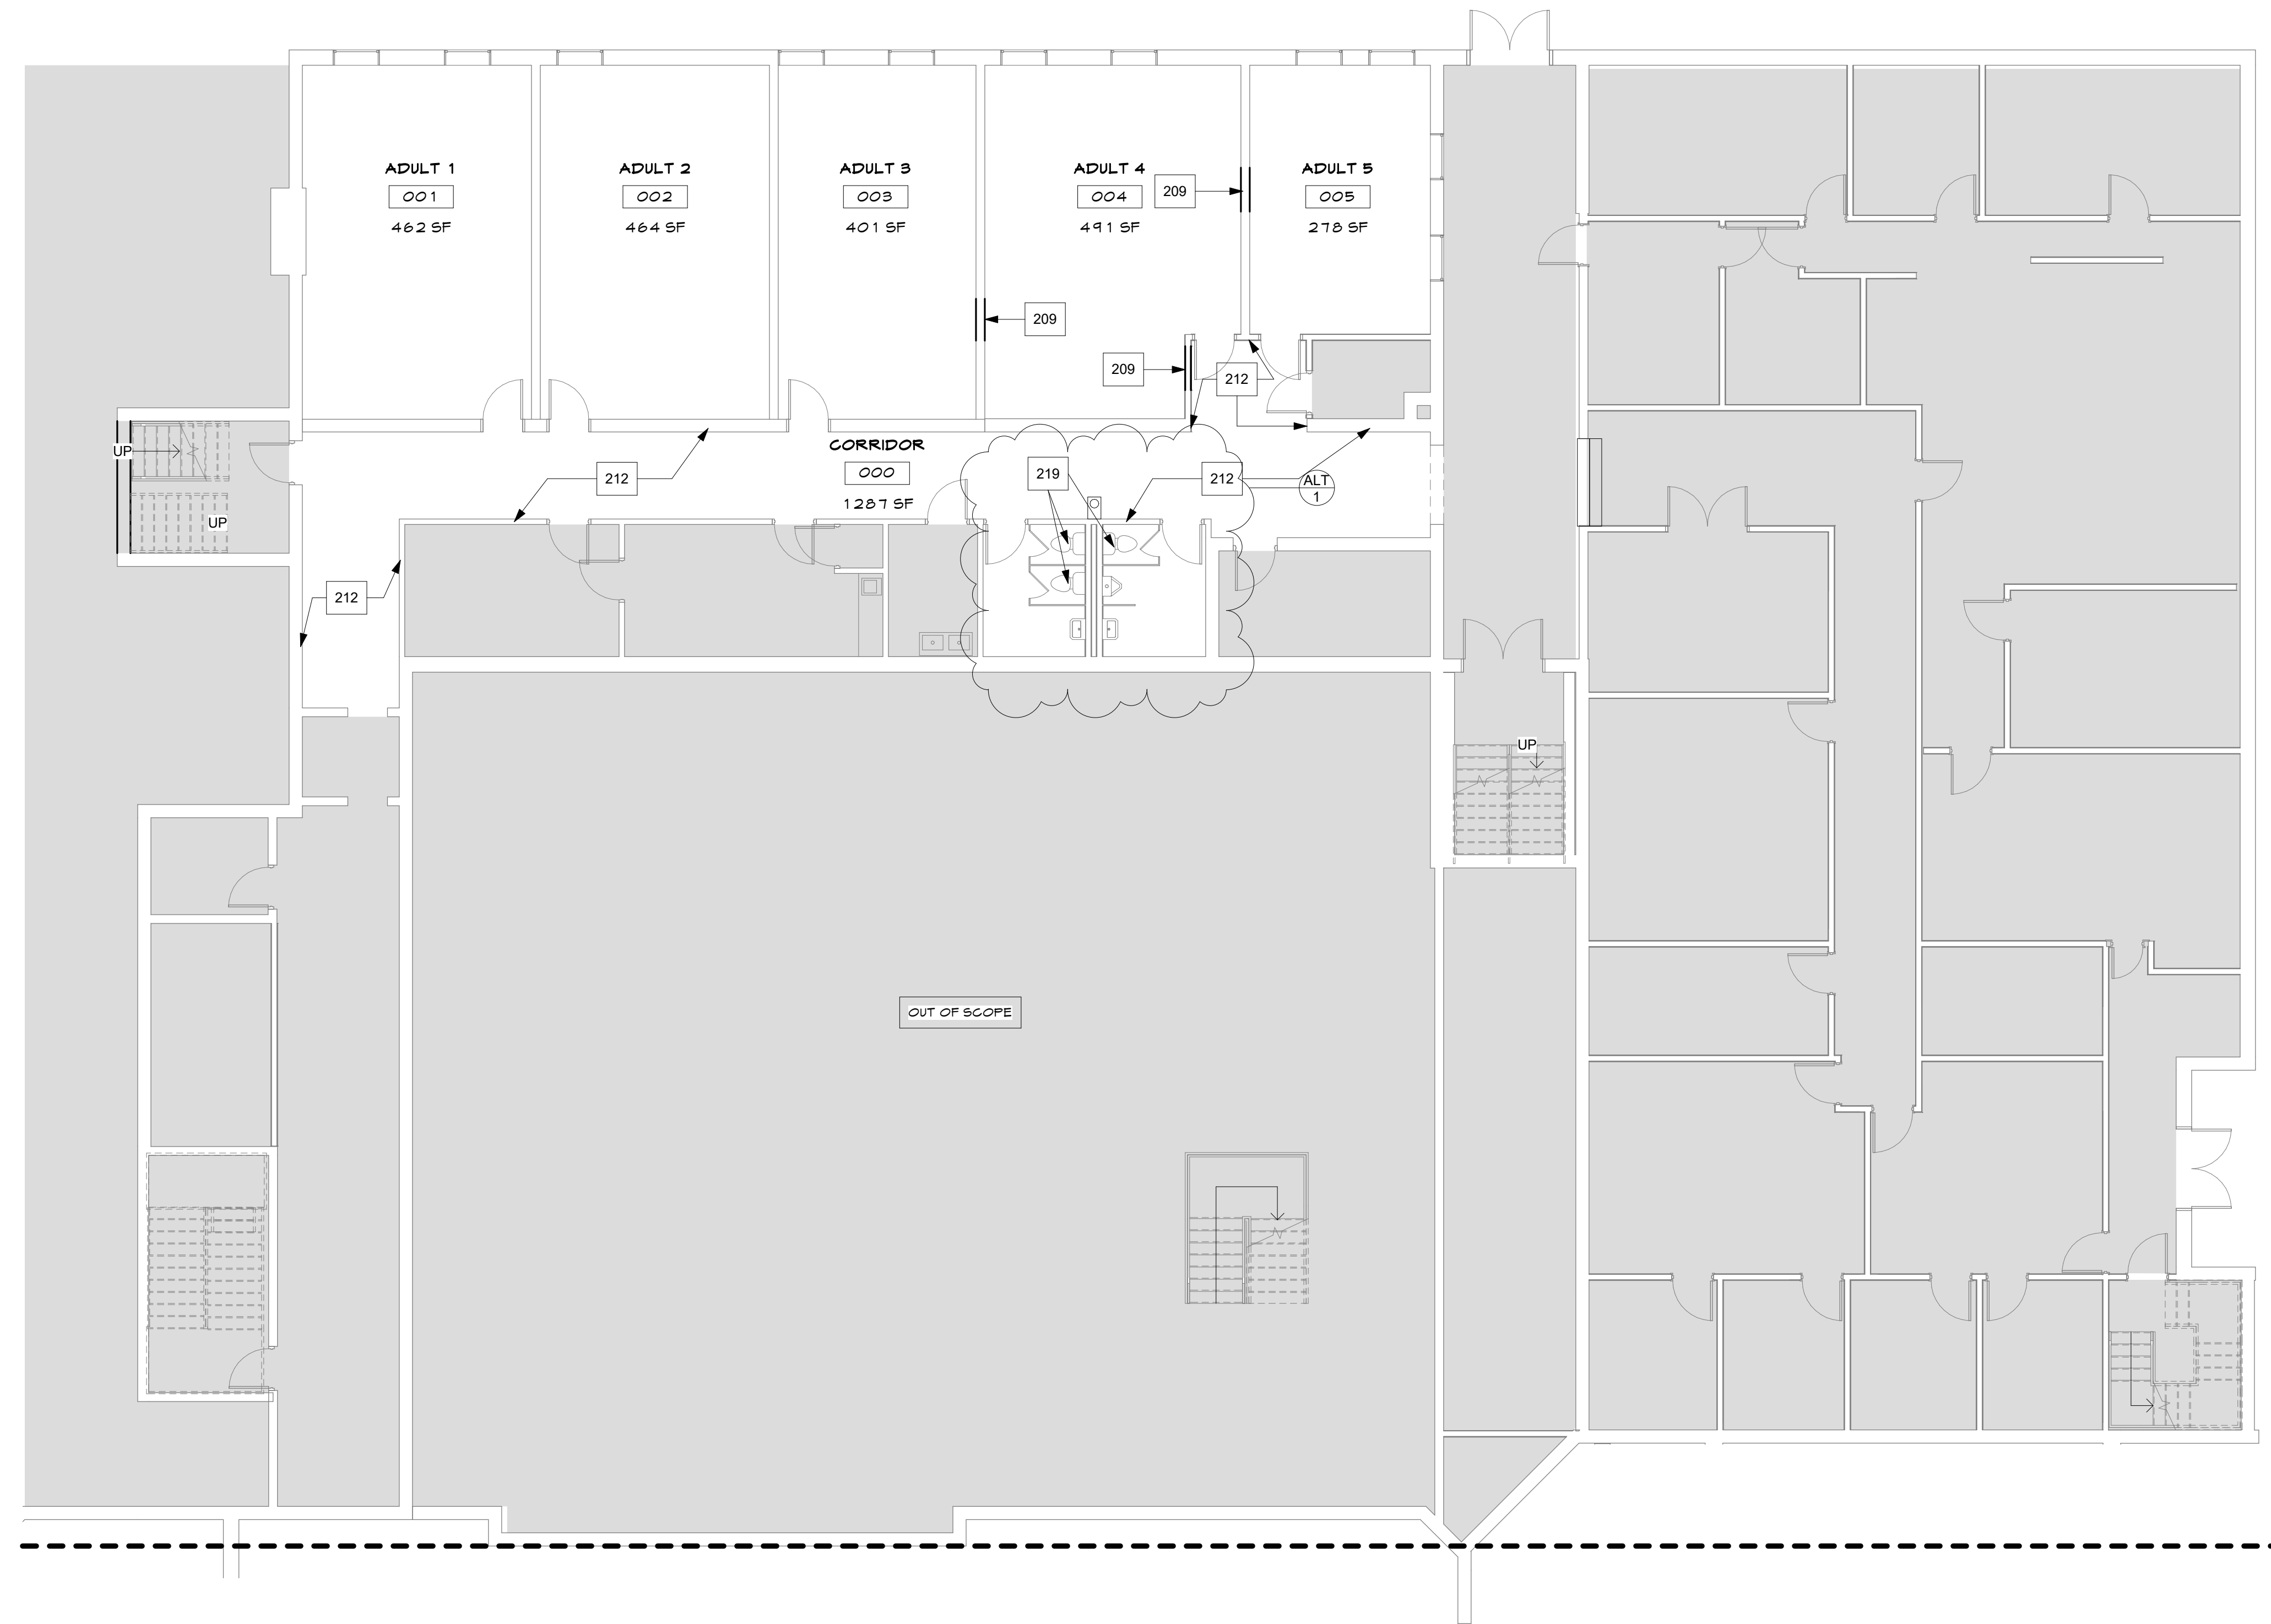 ADULT 1
001
462 SF
ADULT 2
002
464 SF
ADULT 3
003
401 SF
ADULT 4
004
491 SF
ADULT 5
005
278 SF
209
209
209
212
UP
UP
CORRIDOR
000
1287 SF
212
219
212
ALT
1
212
UP
OUT OF SCOPE